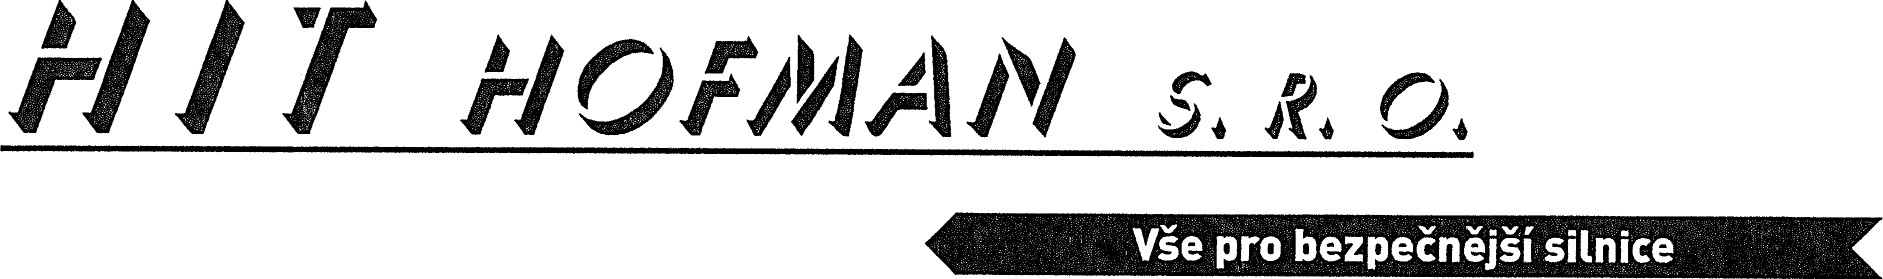 HIT HOFMAN S. R. O.
Vše pro bezpečnější silnice